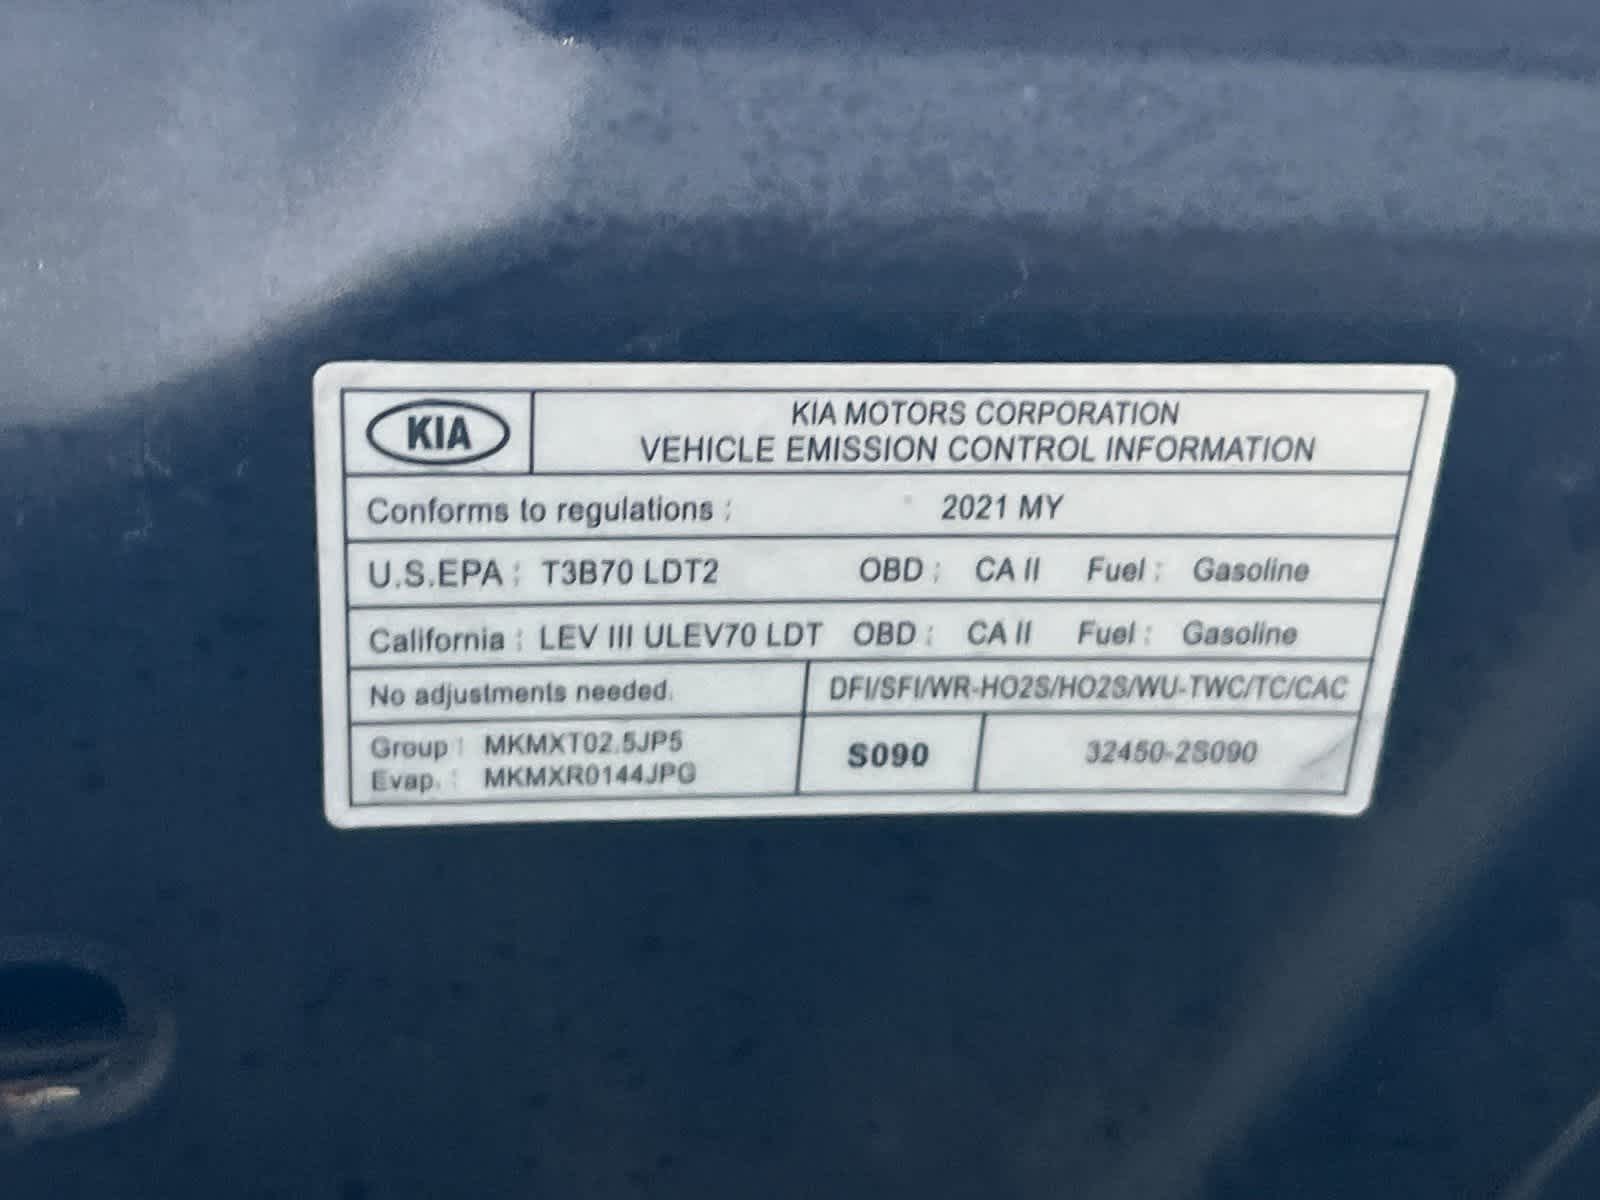 KIA
KIA MOTORS CORPORATION
VEHICLE EMISSION CONTROL INFORMATION
Conforms to regulations : 2021 MY
U.S.EPA : T3B70 LDT2 OBD : CA II Fuel : Gasoline
California : LEV III ULEV70 LDT OBD : CA II Fuel : Gasoline
No adjustments needed. DFI/SFI/WR-HO2S/HO2S/WU-TWC/TC/CAC
Group : MKMXT02.5JP5
Evap. : MKMXR0144JPG
S090
32450-2S090